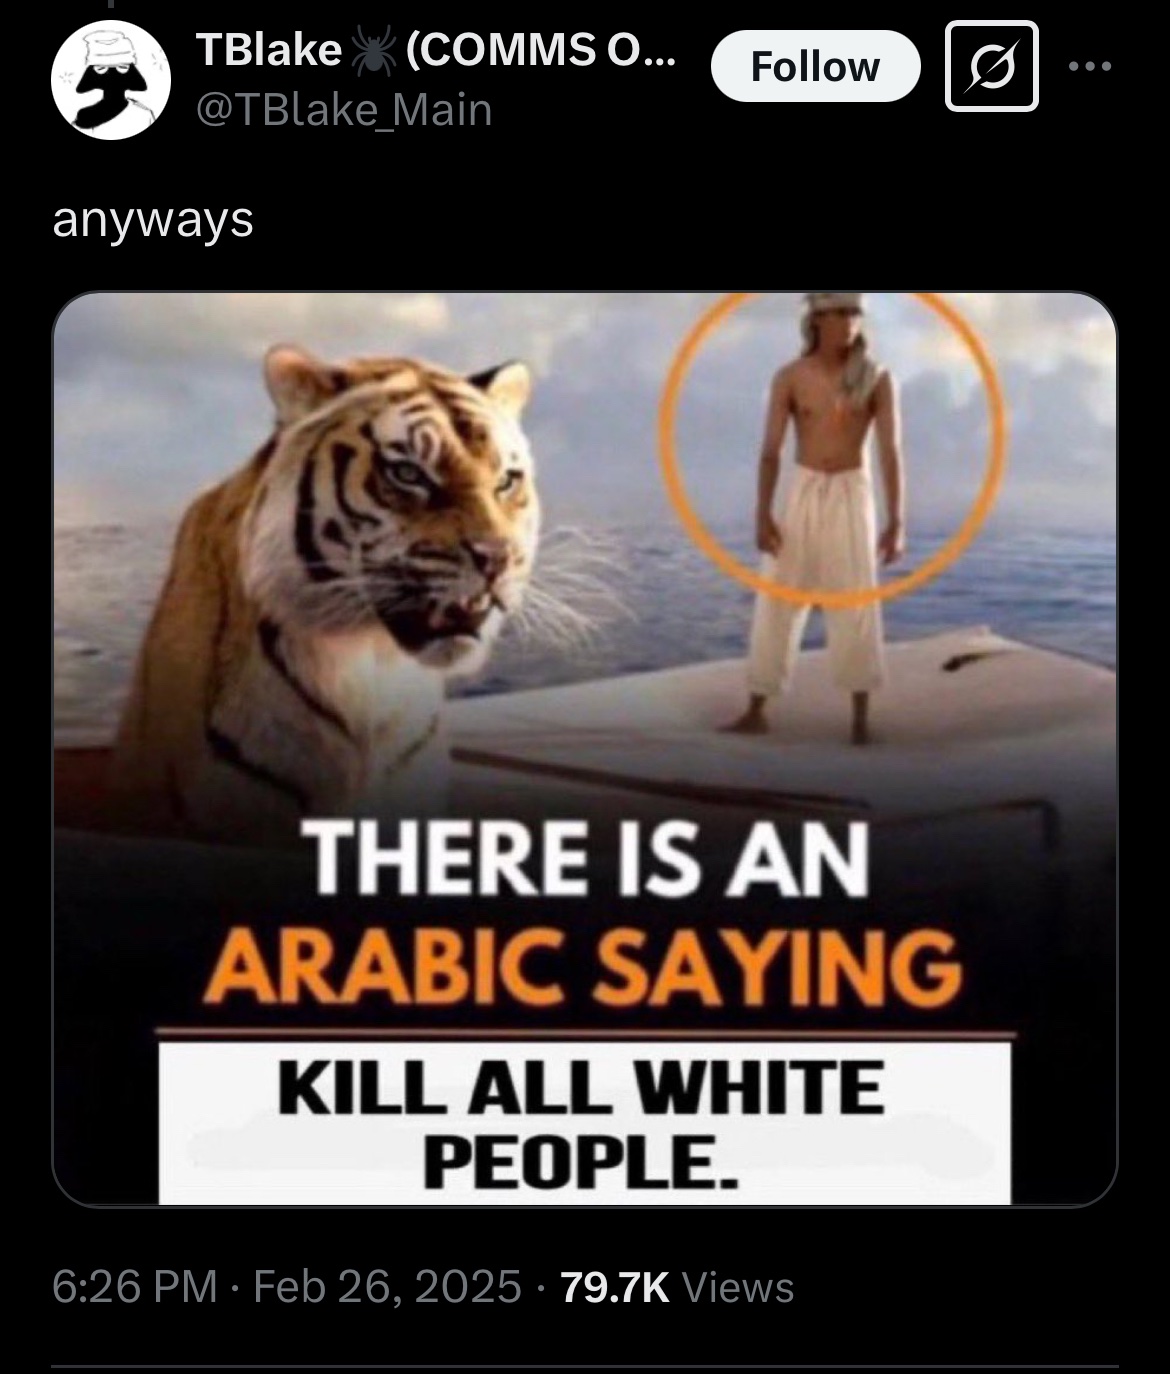 TBlake🕷️(COMMS O...
Follow
@TBlake_Main
anyways
THERE IS AN
ARABIC SAYING
KILL ALL WHITE
PEOPLE.
6:26 PM · Feb 26, 2025 · 79.7K Views